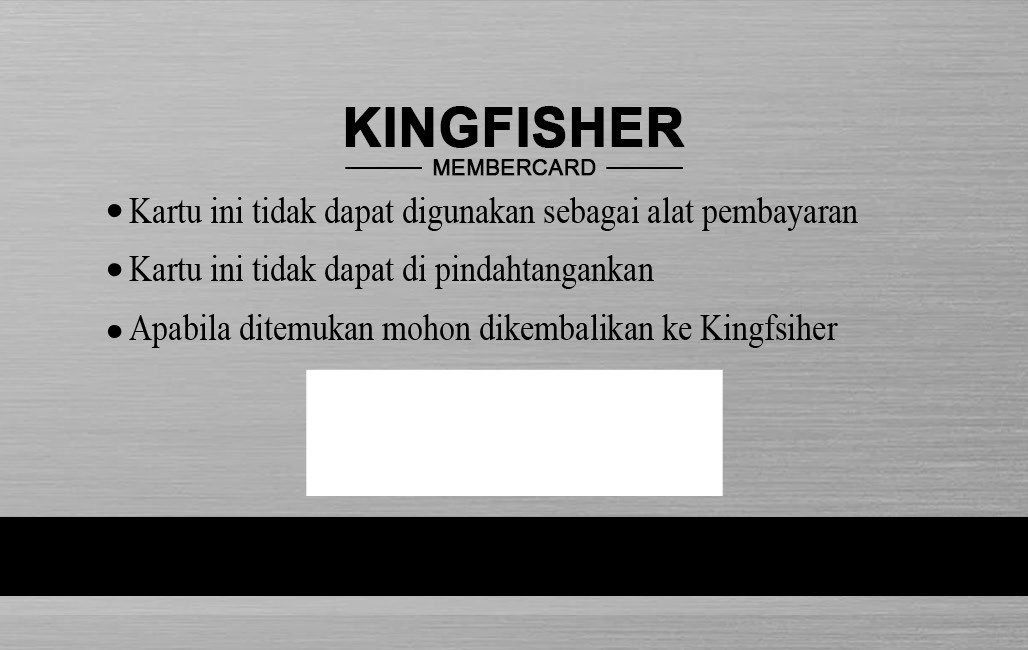 KINGFISHER
MEMBERCARD
• Kartu ini tidak dapat digunakan sebagai alat pembayaran
• Kartu ini tidak dapat di pindahtangankan
• Apabila ditemukan mohon dikembalikan ke Kingfsiher